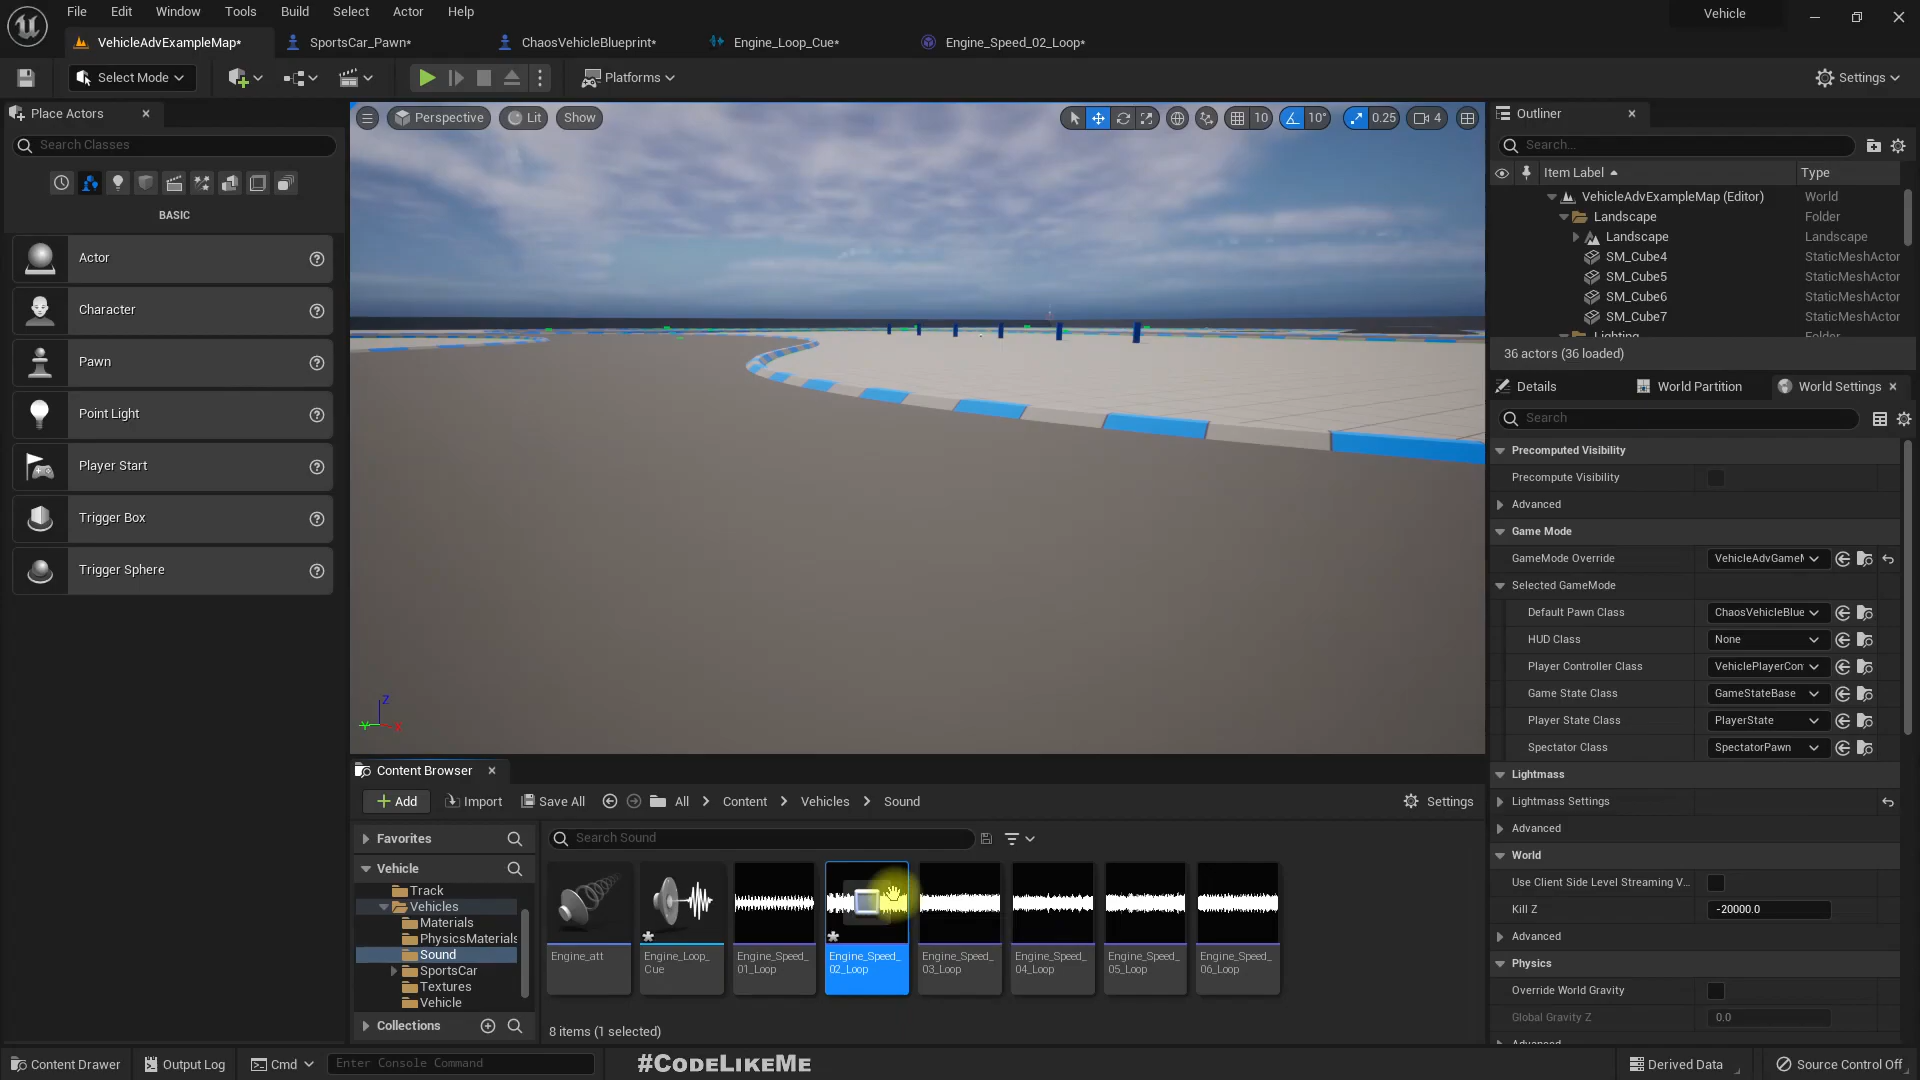 File Edit Window Tools Build Select Actor Help
Vehicle
VehicleAdvExampleMap*
SportsCar_Pawn*
ChaosVehicleBlueprint*
Engine_Loop_Cue*
Engine_Speed_02_Loop*
Select Mode
Platforms
Settings
Place Actors
Search Classes
BASIC
Actor
Character
Pawn
Point Light
Player Start
Trigger Box
Trigger Sphere
Perspective Lit Show
10 10° 0.25 4
Z
Y
X
Outliner
Search...
Item Label Type
VehicleAdvExampleMap (Editor) World
Landscape Folder
Landscape Landscape
SM_Cube4 StaticMeshActor
SM_Cube5 StaticMeshActor
SM_Cube6 StaticMeshActor
SM_Cube7 StaticMeshActor
Lighting Folder
36 actors (36 loaded)
Details World Partition World Settings
Search
Precomputed Visibility
Precompute Visibility
Advanced
Game Mode
GameMode Override VehicleAdvGameM
Selected GameMode
Default Pawn Class ChaosVehicleBlue
HUD Class None
Player Controller Class VehiclePlayerCon
Game State Class GameStateBase
Player State Class PlayerState
Spectator Class SpectatorPawn
Lightmass
Lightmass Settings
Advanced
World
Use Client Side Level Streaming V...
Kill Z -20000.0
Advanced
Physics
Override World Gravity
Global Gravity Z 0.0
Advanced
Content Browser
Add Import Save All All Content Vehicles Sound Settings
Favorites
Search Sound
Vehicle
Track
Vehicles
Materials
PhysicsMaterials
Sound
SportsCar
Textures
Vehicle
Collections
Engine_att
Engine_Loop_
Cue
Engine_Speed_
01_Loop
Engine_Speed_
02_Loop
Engine_Speed_
03_Loop
Engine_Speed_
04_Loop
Engine_Speed_
05_Loop
Engine_Speed_
06_Loop
8 items (1 selected)
Content Drawer Output Log Cmd Enter Console Command
#CodeLikeMe
Derived Data Source Control Off